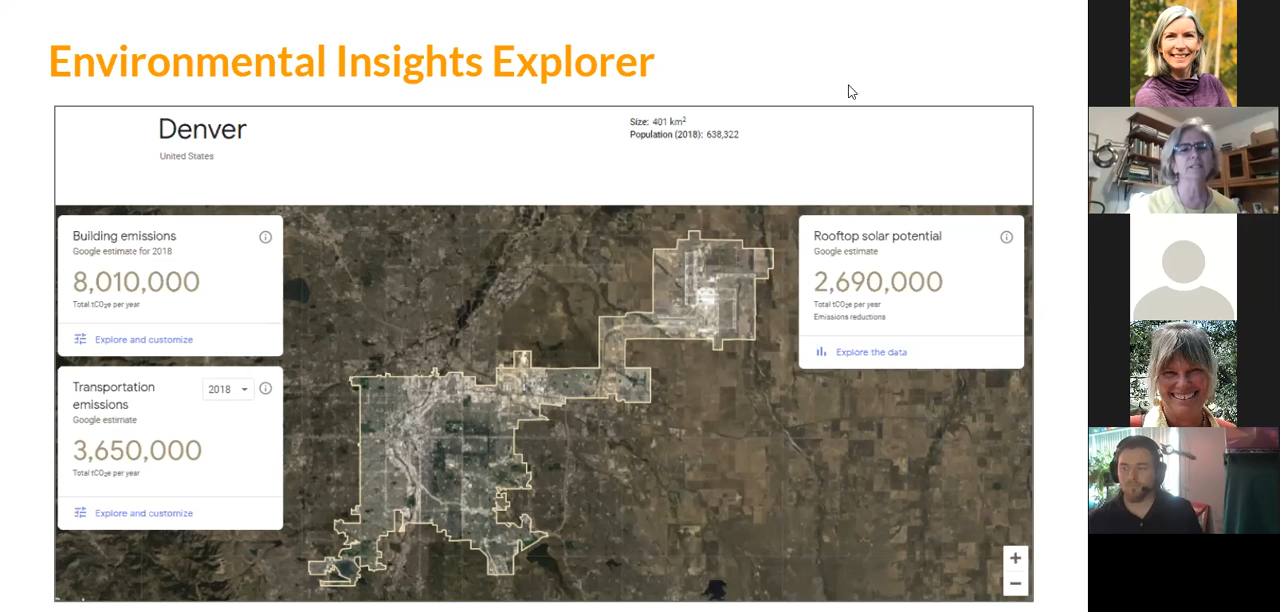 Environmental Insights Explorer
Denver
United States
Size: 401 km²
Population (2018): 638,322
Building emissions
Google estimate for 2018
8,010,000
Total tCO₂e per year
Explore and customize
Transportation
emissions
2018
Google estimate
3,650,000
Total tCO₂e per year
Explore and customize
Rooftop solar potential
Google estimate
2,690,000
Total tCO₂e per year
Emissions reductions
Explore the data
+
−